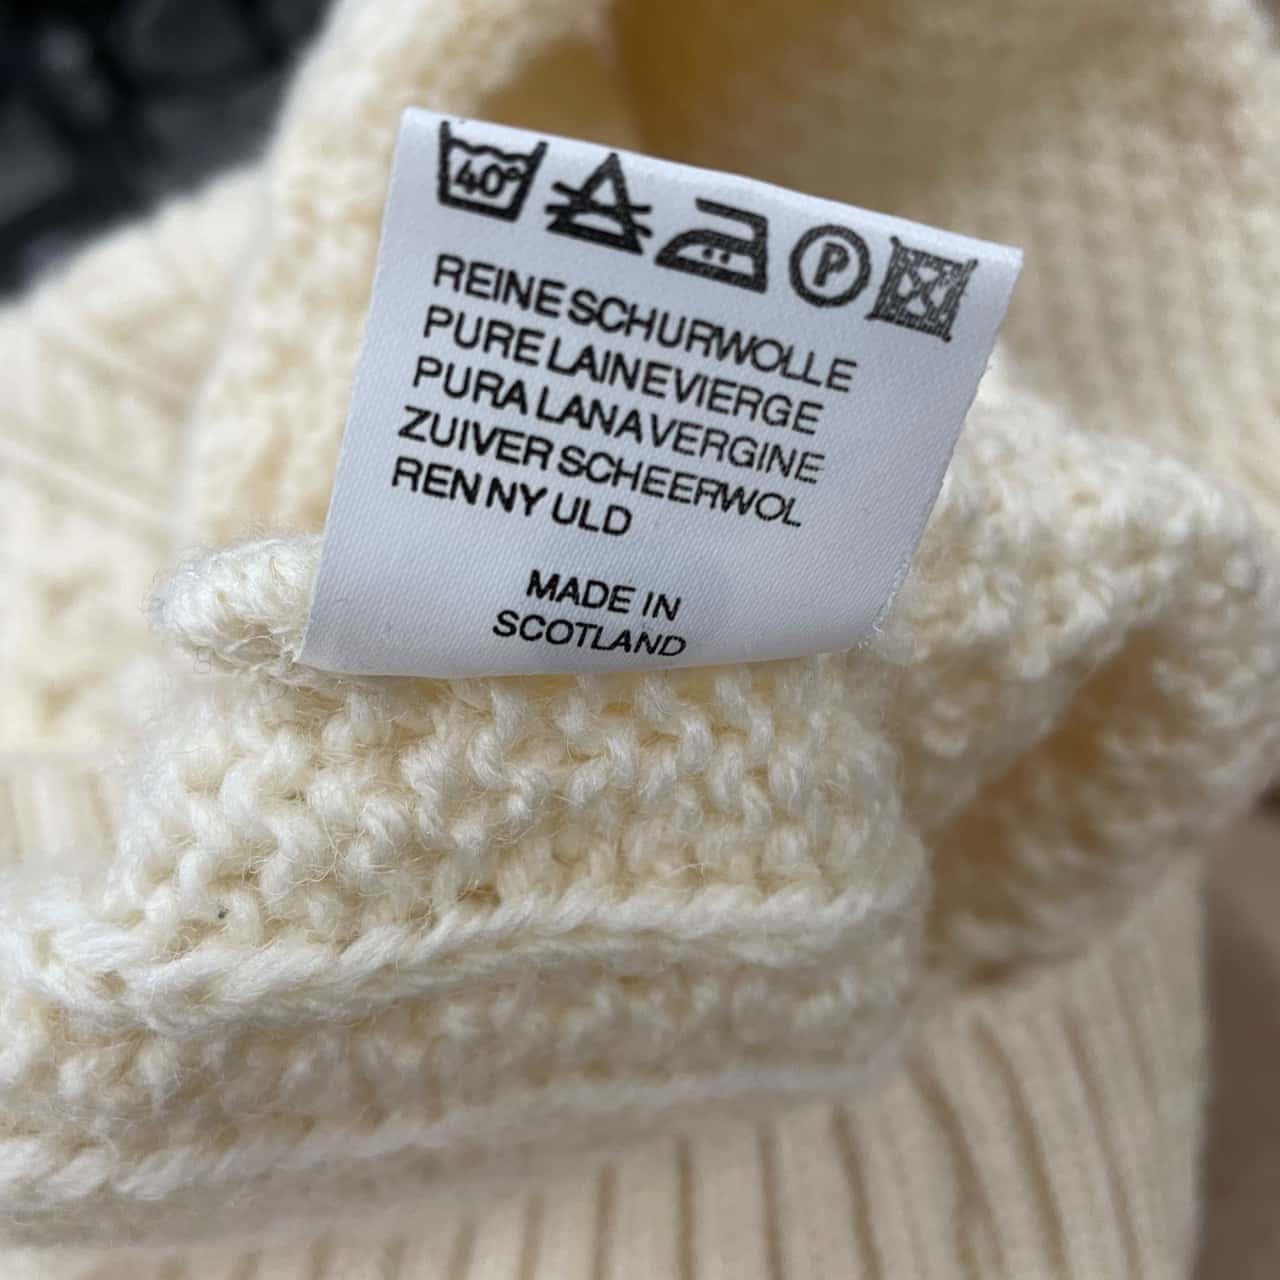 40°
P
REINE SCHURWOLLE
PURE LAINE VIERGE
PURA LANA VERGINE
ZUIVER SCHEERWOL
REN NY ULD
MADE IN
SCOTLAND